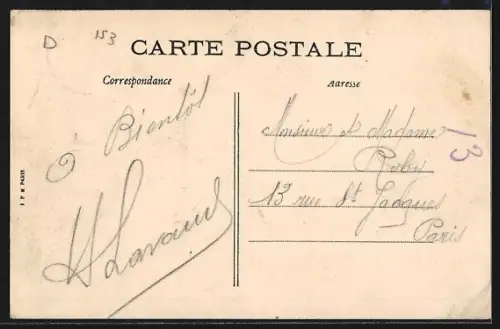 D 153
CARTE POSTALE
Correspondance
Adresse
à Bientôt
Monsieur et Madame
13
13 rue St Jacques
Paris